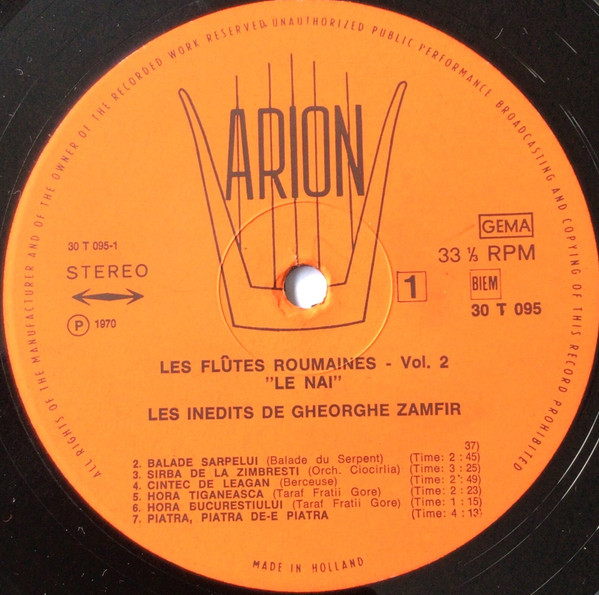 ALL RIGHTS OF THE MANUFACTURER AND OF THE OWNER OF THE RECORDED WORK RESERVED. UNAUTHORIZED PUBLIC PERFORMANCE BROADCASTING AND COPYING OF THIS RECORD PROHIBITED
ARION
30 T 095-1
STEREO
P 1970
GEMA
33 ⅓ RPM
1
BIEM
30 T 095
LES FLÛTES ROUMAINES - Vol. 2
"LE NAI"
LES INEDITS DE GHEORGHE ZAMFIR
37)
2. BALADE SARPELUI (Balade du Serpent) (Time: 2 : 45)
3. SIRBA DE LA ZIMBRESTI (Orch. Ciocirlia) (Time: 3 : 25)
4. CINTEC DE LEAGAN (Berceuse) (Time: 2 : 49)
5. HORA TIGANEASCA (Taraf Fratii Gore) (Time: 2 : 23)
6. HORA BUCURESTIULUI (Taraf Fratii Gore) (Time: 1 : 15)
7. PIATRA, PIATRA DE-E PIATRA (Time: 4 : 13)
MADE IN HOLLAND